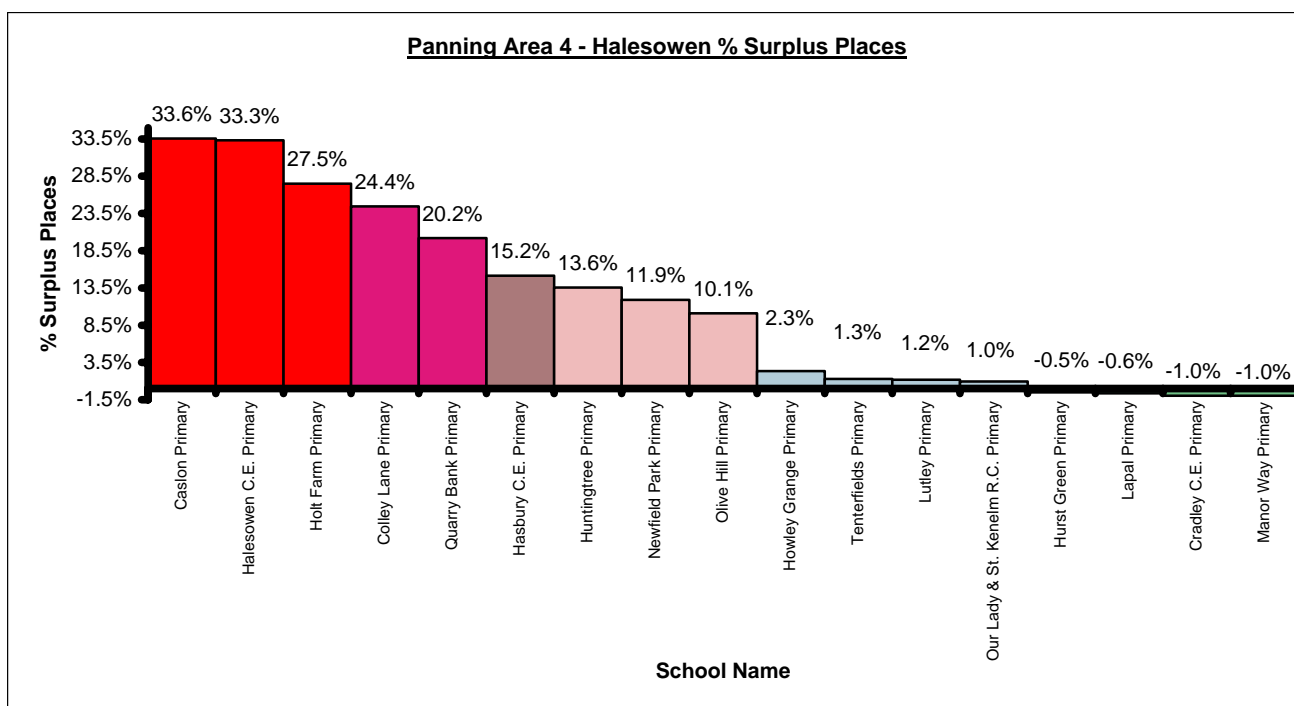 Panning Area 4 - Halesowen % Surplus Places
33.6%
33.3%
27.5%
24.4%
20.2%
15.2%
13.6%
11.9%
10.1%
2.3%
1.3%
1.2%
1.0%
-0.5%
-0.6%
-1.0%
-1.0%
33.5%
28.5%
23.5%
18.5%
13.5%
8.5%
3.5%
-1.5%
% Surplus Places
Caslon Primary
Halesowen C.E. Primary
Holt Farm Primary
Colley Lane Primary
Quarry Bank Primary
Hasbury C.E. Primary
Huntingtree Primary
Newfield Park Primary
Olive Hill Primary
Howley Grange Primary
Tenterfields Primary
Lutley Primary
Our Lady & St. Kenelm R.C. Primary
Hurst Green Primary
Lapal Primary
Cradley C.E. Primary
Manor Way Primary
School Name